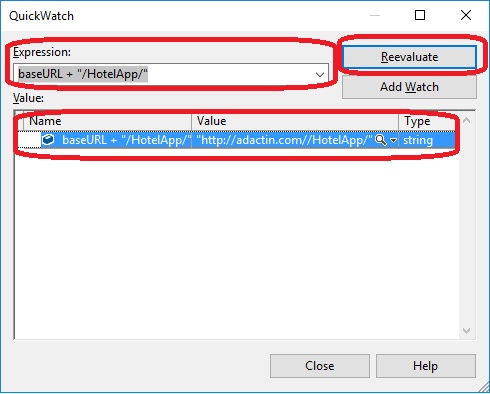 QuickWatch
Expression:
Reevaluate
baseURL + "/HotelApp/"
Add Watch
Value:
Name Value Type
baseURL + "/HotelApp/" "http://adactin.com//HotelApp/" string
Close Help